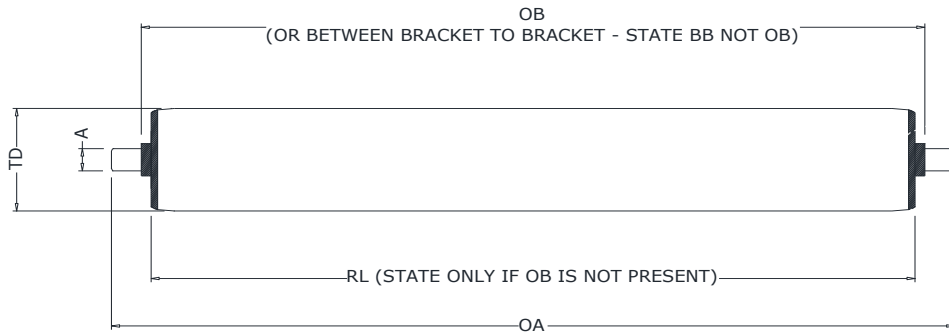 OB
(OR BETWEEN BRACKET TO BRACKET - STATE BB NOT OB)
A
TD
RL (STATE ONLY IF OB IS NOT PRESENT)
OA